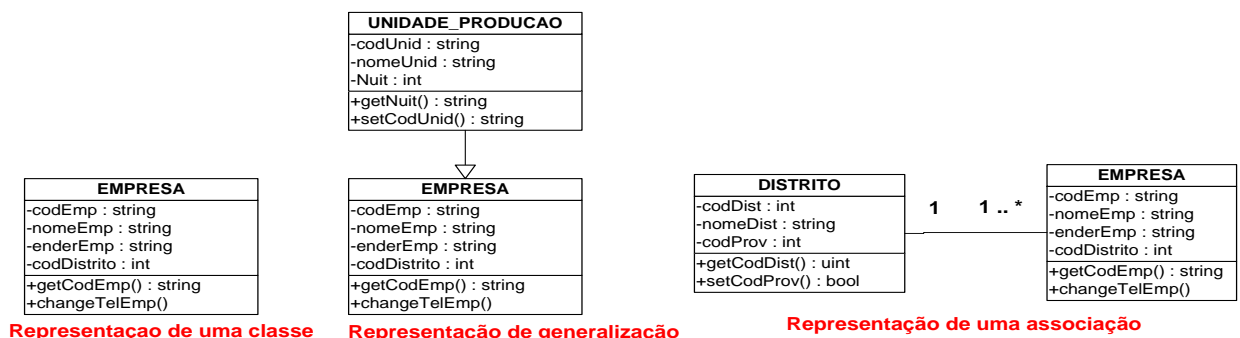 UNIDADE_PRODUCAO
-codUnid : string
-nomeUnid : string
-Nuit : int
+getNuit() : string
+setCodUnid() : string
EMPRESA
-codEmp : string
-nomeEmp : string
-enderEmp : string
-codDistrito : int
+getCodEmp() : string
+changeTelEmp()
Representacao de uma classe
EMPRESA
-codEmp : string
-nomeEmp : string
-enderEmp : string
-codDistrito : int
+getCodEmp() : string
+changeTelEmp()
Representação de generalização
DISTRITO
-codDist : int
-nomeDist : string
-codProv : int
+getCodDist() : uint
+setCodProv() : bool
1 1 .. *
EMPRESA
-codEmp : string
-nomeEmp : string
-enderEmp : string
-codDistrito : int
+getCodEmp() : string
+changeTelEmp()
Representação de uma associação